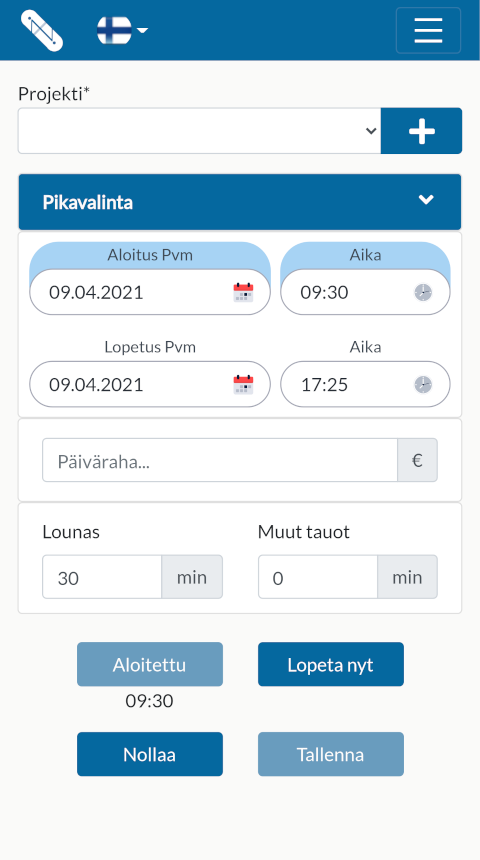 Projekti*
Pikavalinta
Aloitus Pvm Aika
09.04.2021 09:30
Lopetus Pvm Aika
09.04.2021 17:25
Päiväraha... €
Lounas Muut tauot
30 min 0 min
Aloitettu Lopeta nyt
09:30
Nollaa Tallenna